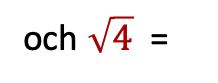 och √4 =